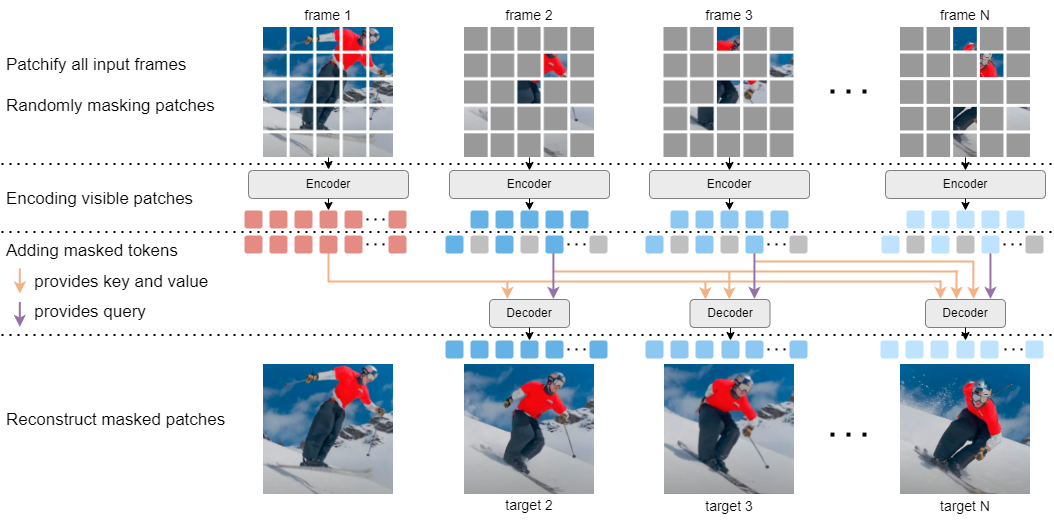 frame 1
frame 2
frame 3
frame N
Patchify all input frames
Randomly masking patches
Encoding visible patches
Encoder
Encoder
Encoder
Encoder
Adding masked tokens
provides key and value
provides query
Decoder
Decoder
Decoder
Reconstruct masked patches
target 2
target 3
target N